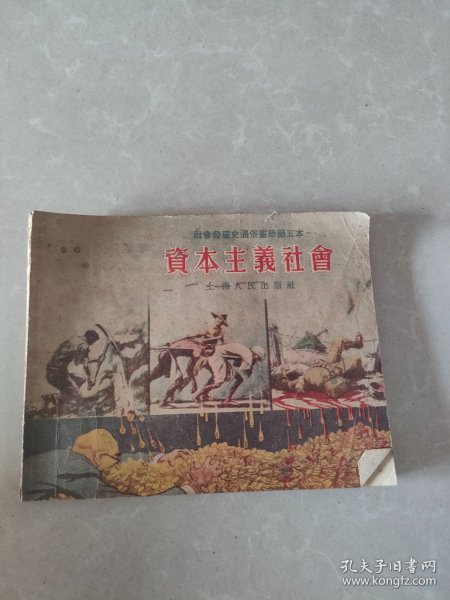 社會發展史通俗畫冊第五本
資本主義社會
上海人民出版社
孔夫子旧书网
www.kongfz.com